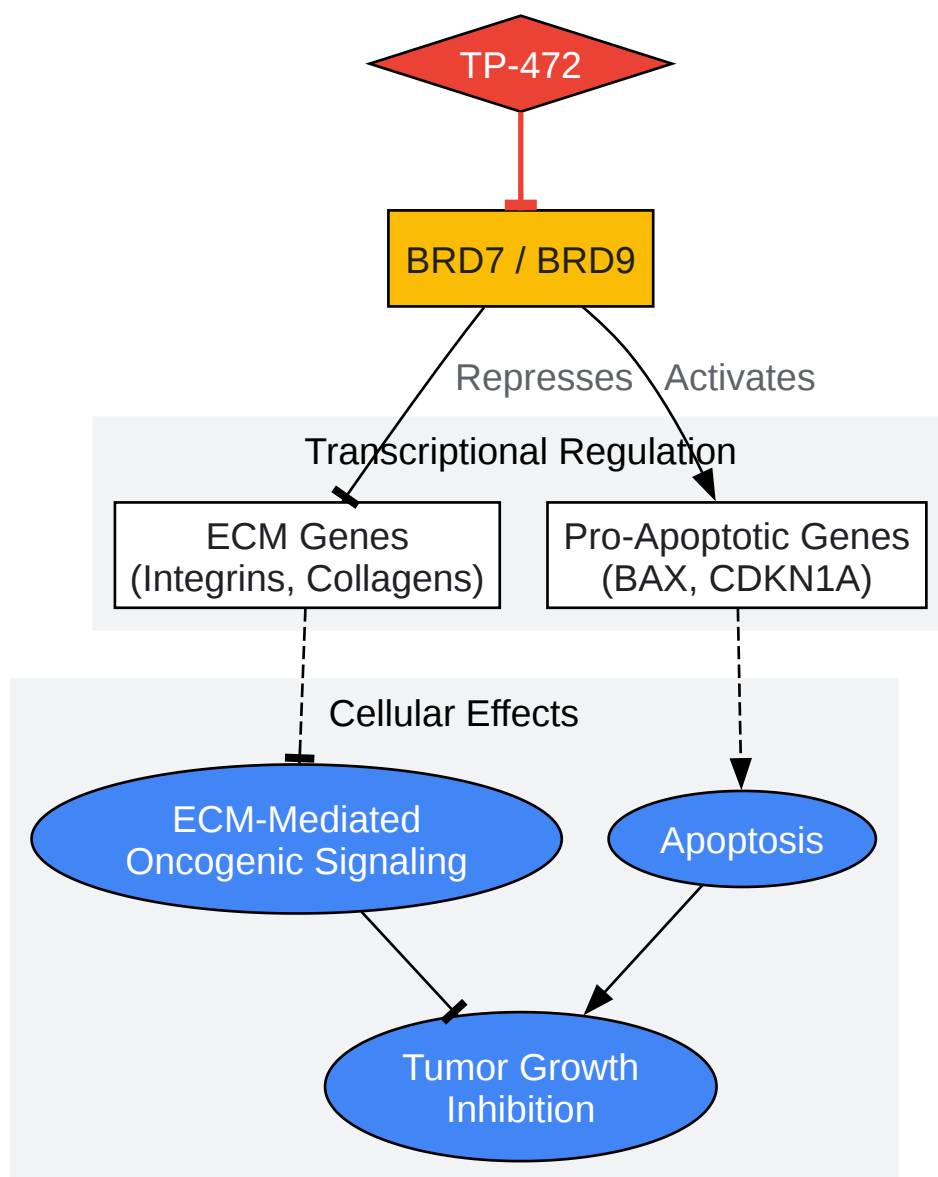 TP-472
BRD7 / BRD9
Represses
Activates
Transcriptional Regulation
ECM Genes
(Integrins, Collagens)
Pro-Apoptotic Genes
(BAX, CDKN1A)
Cellular Effects
ECM-Mediated
Oncogenic Signaling
Apoptosis
Tumor Growth
Inhibition